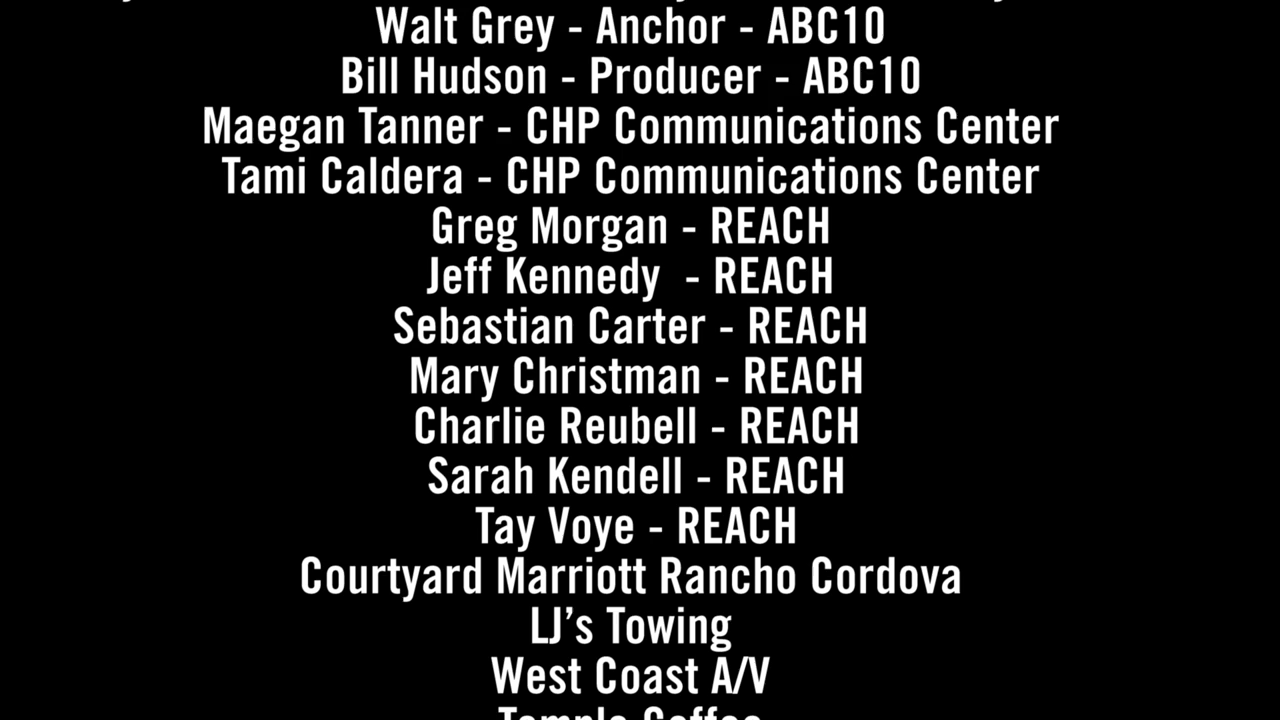 Walt Grey - Anchor - ABC10
Bill Hudson - Producer - ABC10
Maegan Tanner - CHP Communications Center
Tami Caldera - CHP Communications Center
Greg Morgan - REACH
Jeff Kennedy  - REACH
Sebastian Carter - REACH
Mary Christman - REACH
Charlie Reubell - REACH
Sarah Kendell - REACH
Tay Voye - REACH
Courtyard Marriott Rancho Cordova
LJ’s Towing
West Coast A/V
Temple Coffee